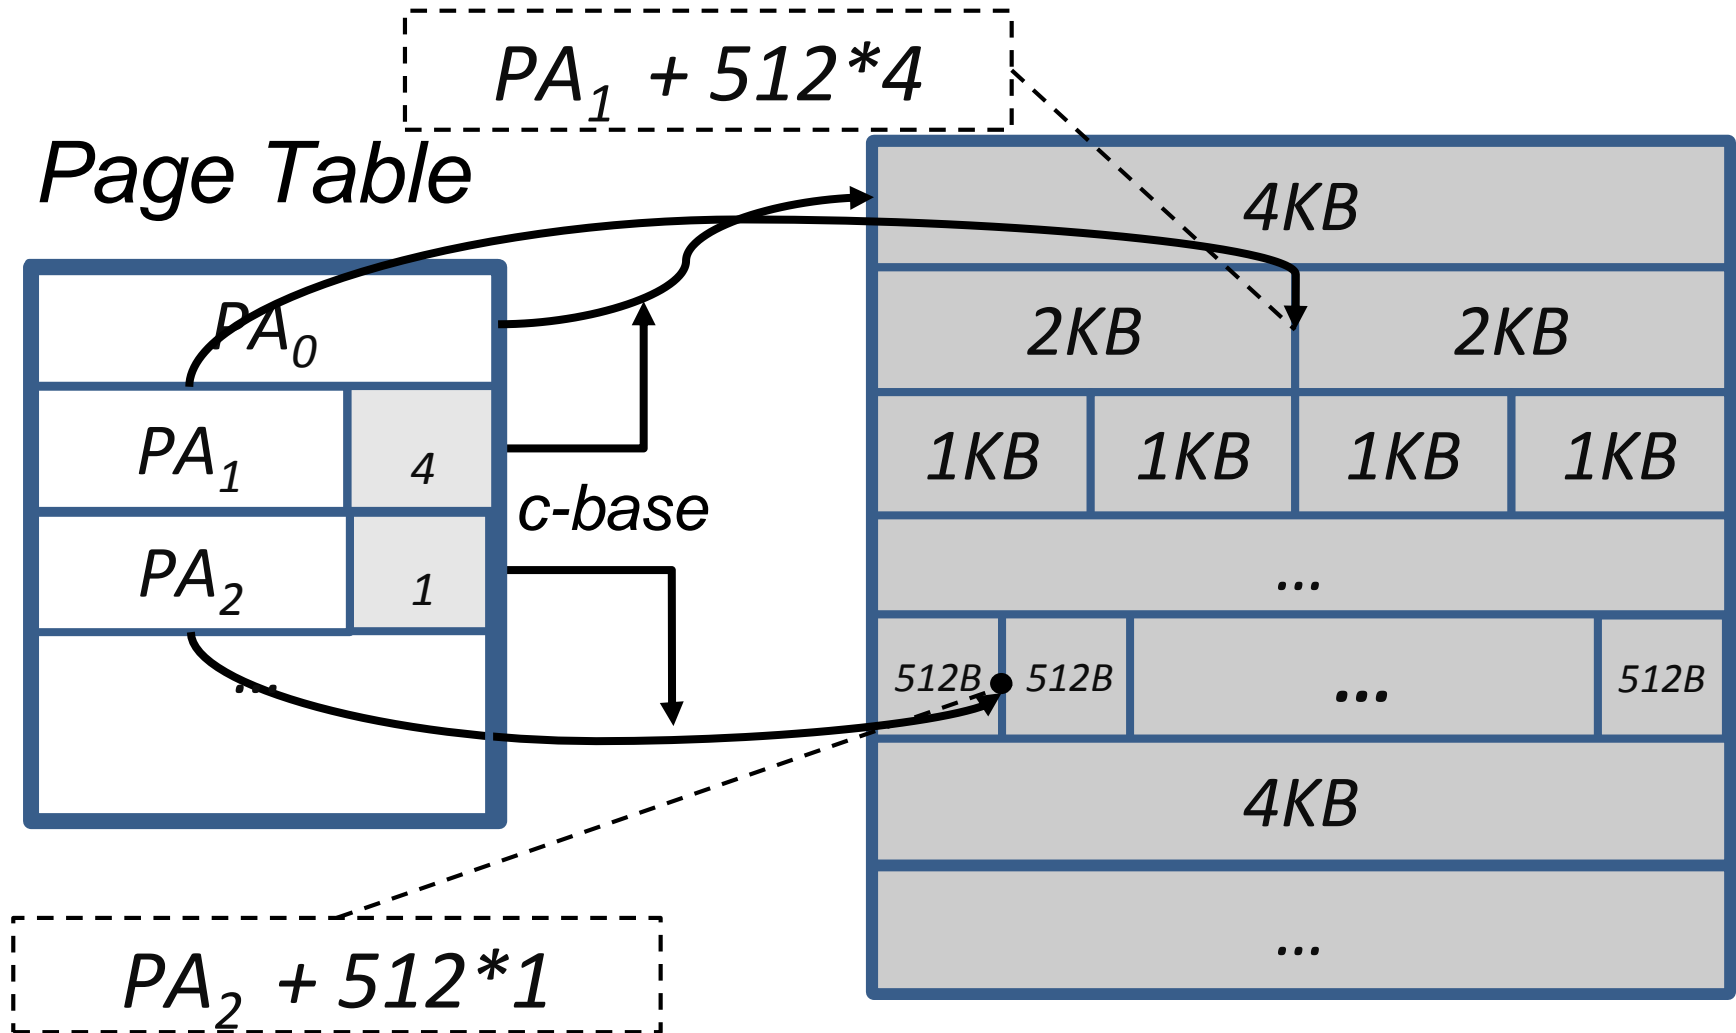 PA1 + 512*4
Page Table
PA0
PA1 4
PA2 1
...
c-base
4KB
2KB 2KB
1KB 1KB 1KB 1KB
...
512B 512B ... 512B
4KB
...
PA2 + 512*1